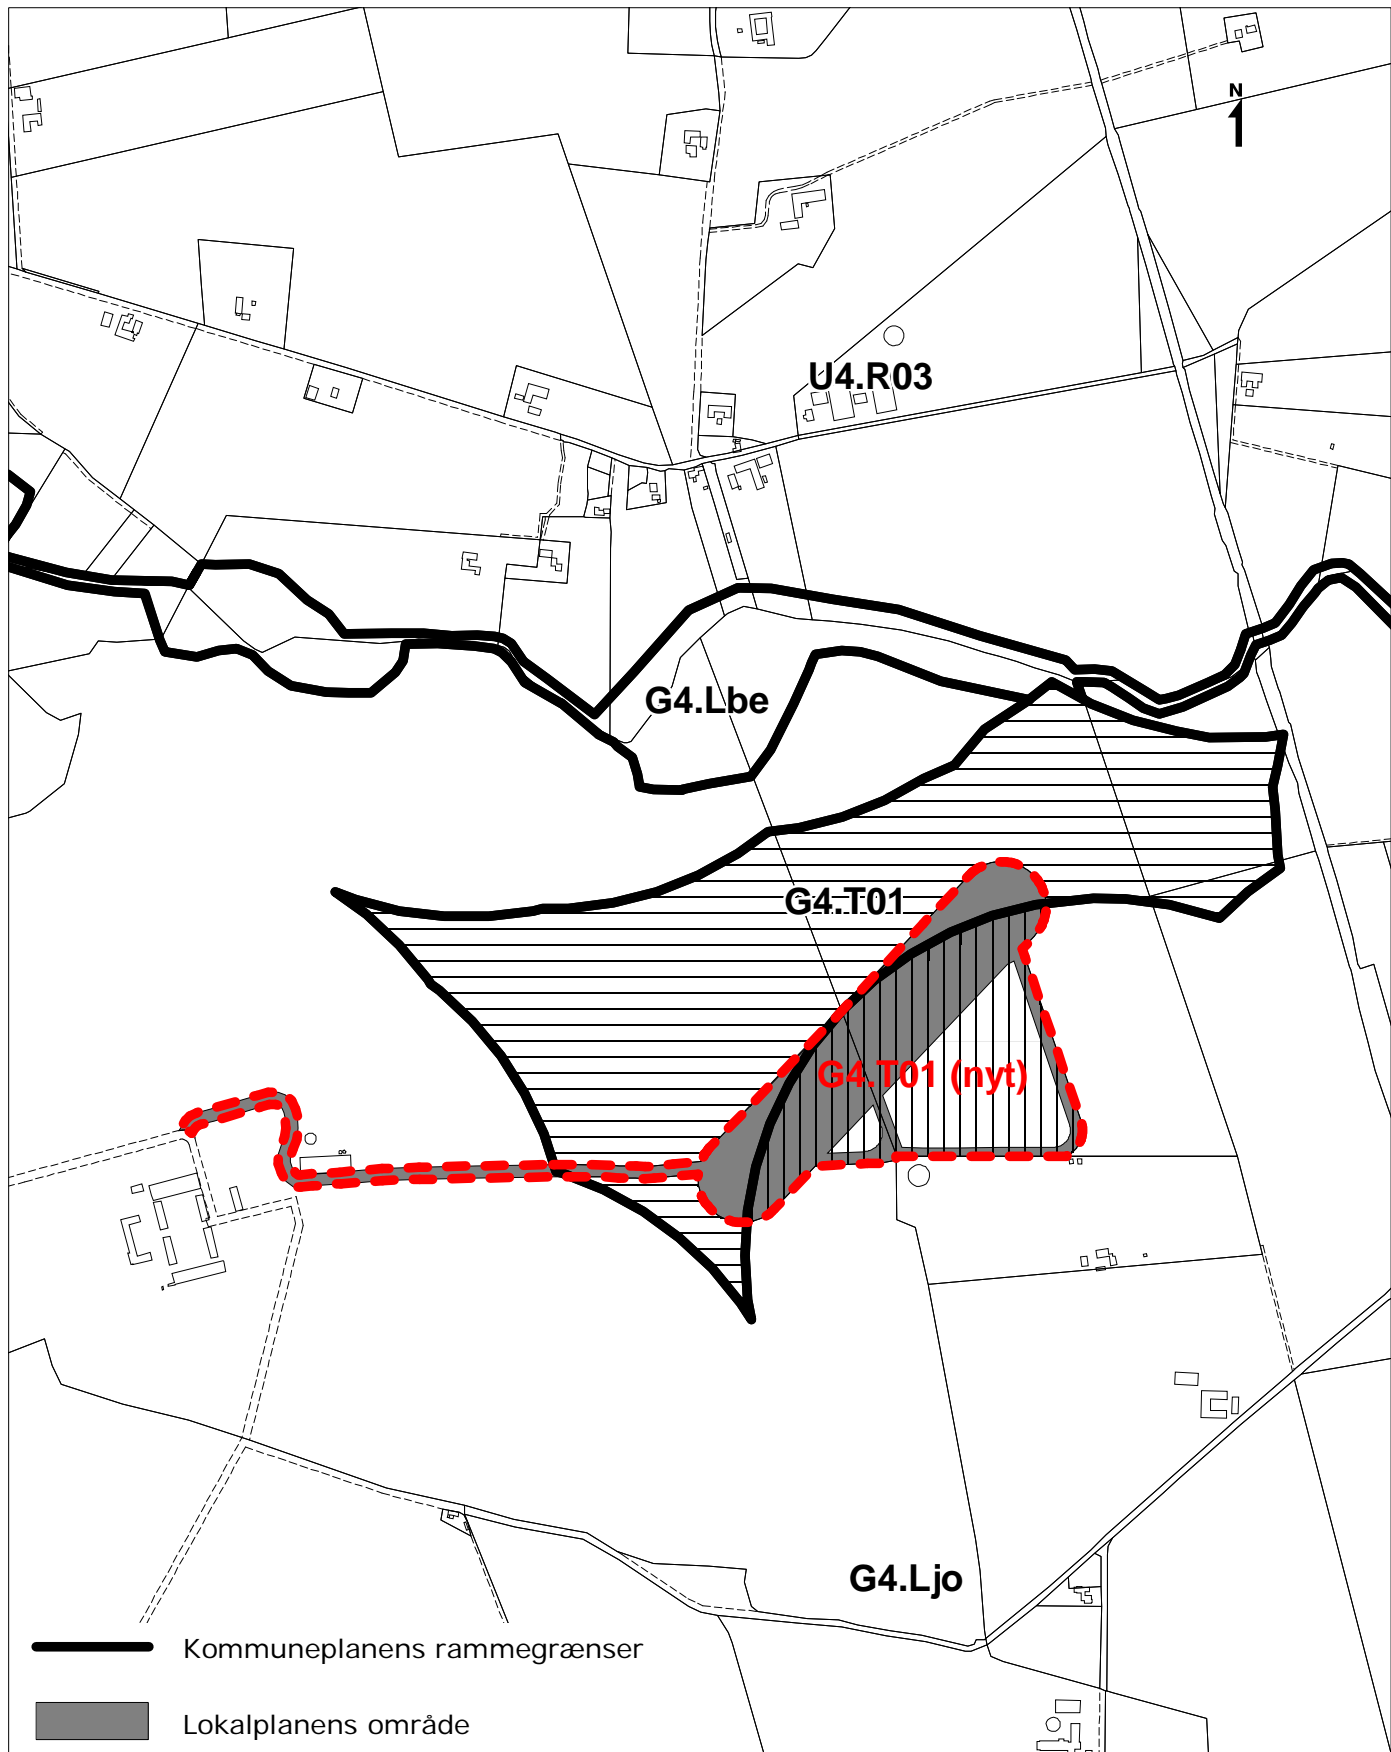 N
U4.R03
G4.Lbe
G4.T01
G4.T01 (nyt)
G4.Ljo
Kommuneplanens rammegrænser
Lokalplanens område